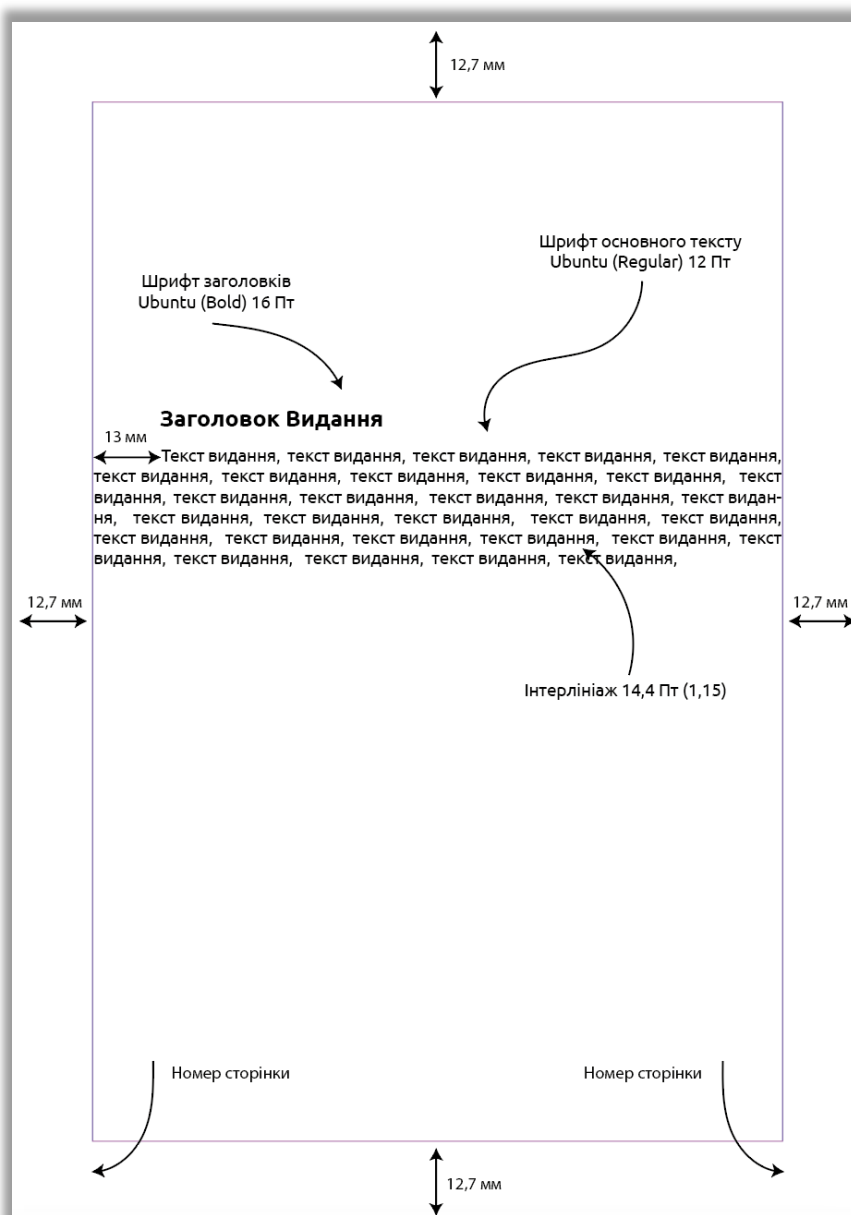 12,7 мм
Шрифт основного тексту
Ubuntu (Regular) 12 Пт
Шрифт заголовків
Ubuntu (Bold) 16 Пт
Заголовок Видання
13 мм
Текст видання, текст видання, текст видання, текст видання, текст видання,
текст видання, текст видання, текст видання, текст видання, текст видання, текст
видання, текст видання, текст видання, текст видання, текст видання, текст видан-
ня, текст видання, текст видання, текст видання, текст видання, текст видання,
текст видання, текст видання, текст видання, текст видання, текст видання, текст
видання, текст видання, текст видання, текст видання, текст видання,
12,7 мм
12,7 мм
Інтерлініаж 14,4 Пт (1,15)
Номер сторінки
Номер сторінки
12,7 мм